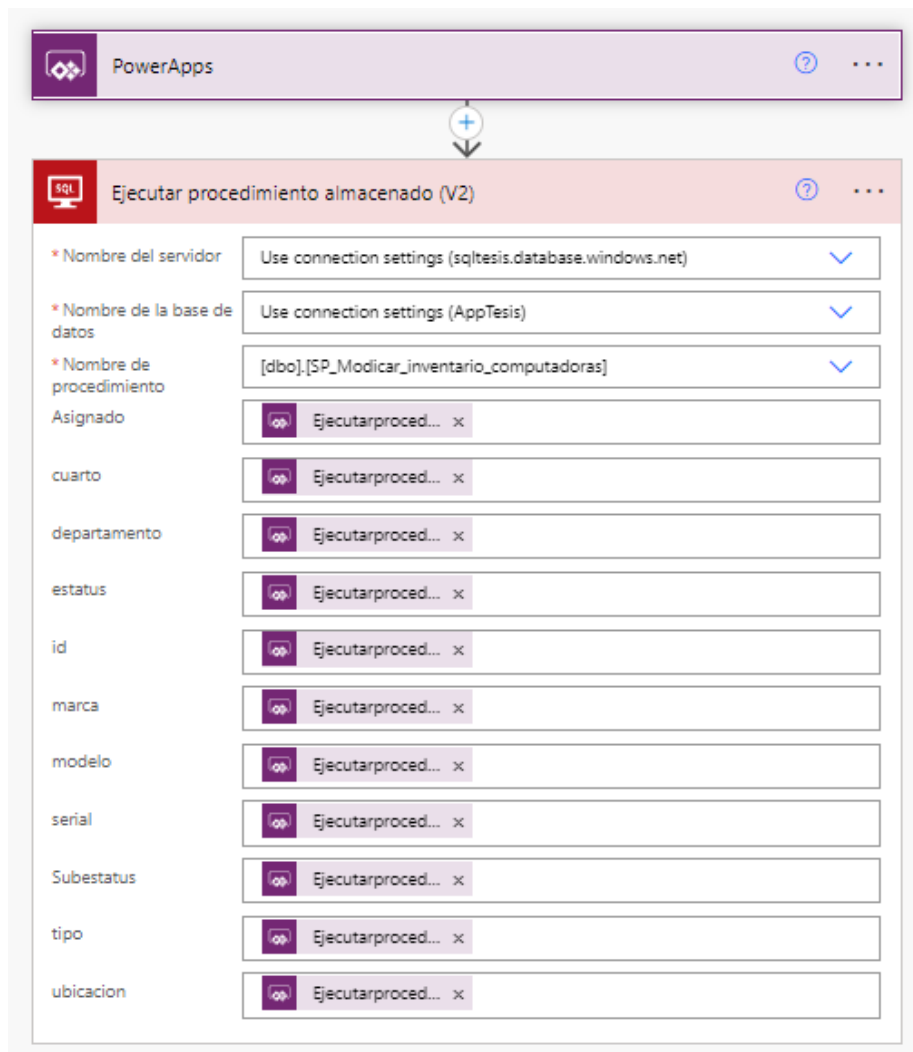 PowerApps
?
...
SQL
Ejecutar procedimiento almacenado (V2)
?
...
* Nombre del servidor
Use connection settings (sqltesis.database.windows.net)
* Nombre de la base de
datos
Use connection settings (AppTesis)
* Nombre de
procedimiento
[dbo].[SP_Modicar_inventario_computadoras]
Asignado
Ejecutarproced... ×
cuarto
Ejecutarproced... ×
departamento
Ejecutarproced... ×
estatus
Ejecutarproced... ×
id
Ejecutarproced... ×
marca
Ejecutarproced... ×
modelo
Ejecutarproced... ×
serial
Ejecutarproced... ×
Subestatus
Ejecutarproced... ×
tipo
Ejecutarproced... ×
ubicacion
Ejecutarproced... ×